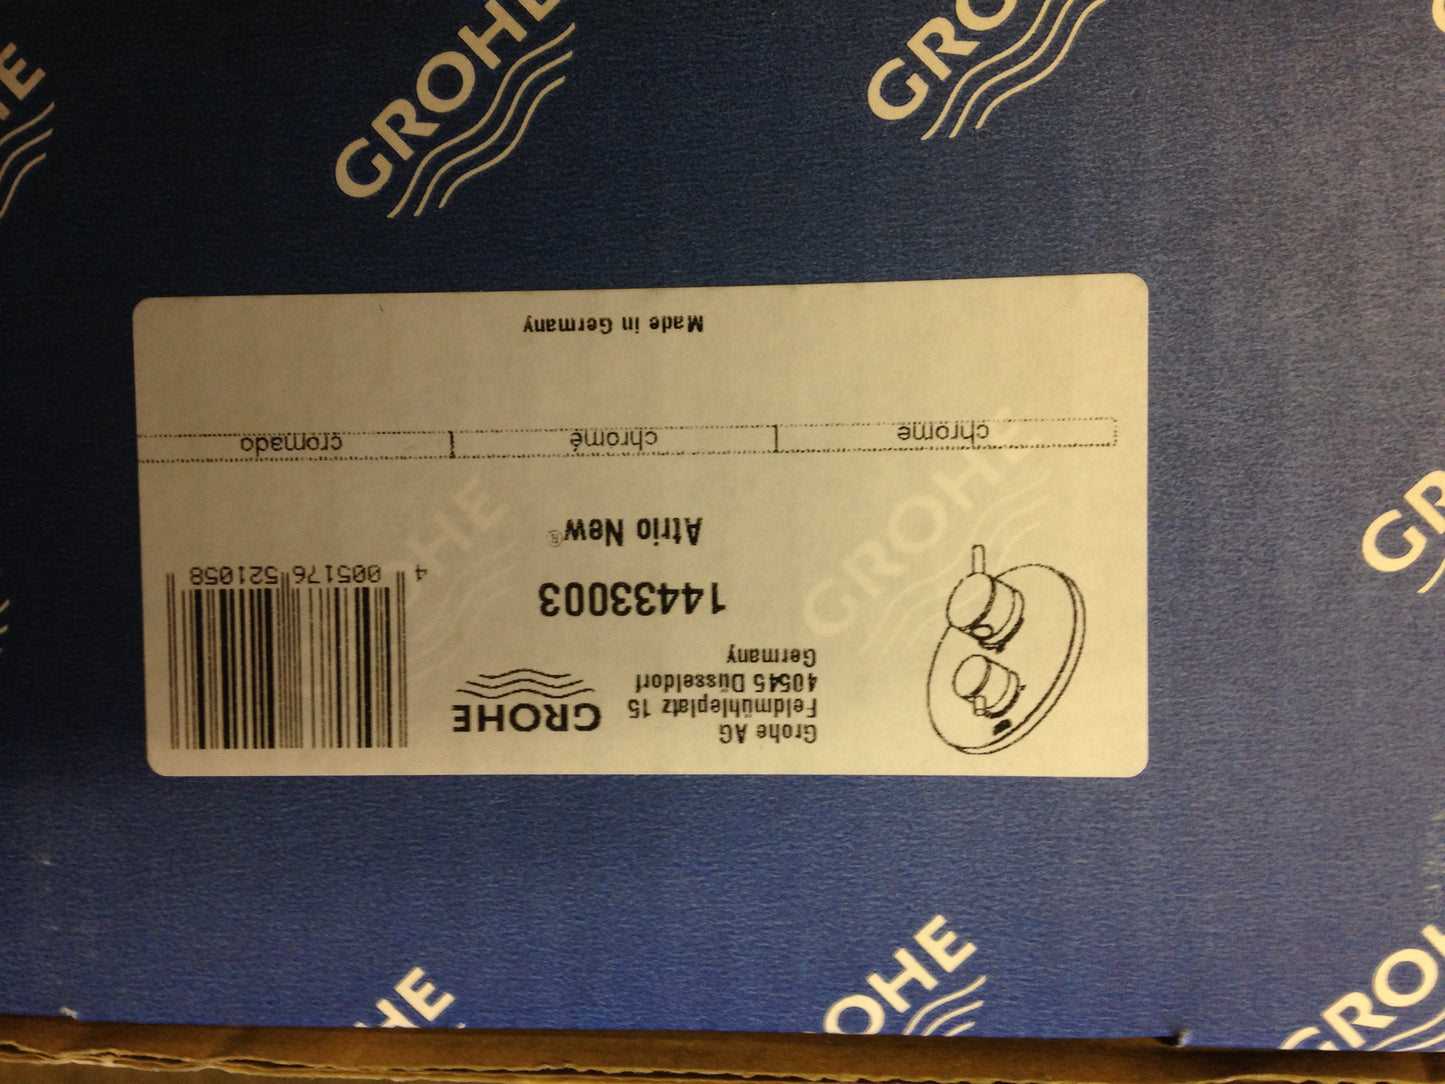 GROHE
GROHE
Grohe AG
Feldmühleplatz 15
40545 Düsseldorf
Germany
GROHE
14433003
4 005176 521058
Atrio New®
chrome chromé cromado
Made in Germany
GROHE
GROHE